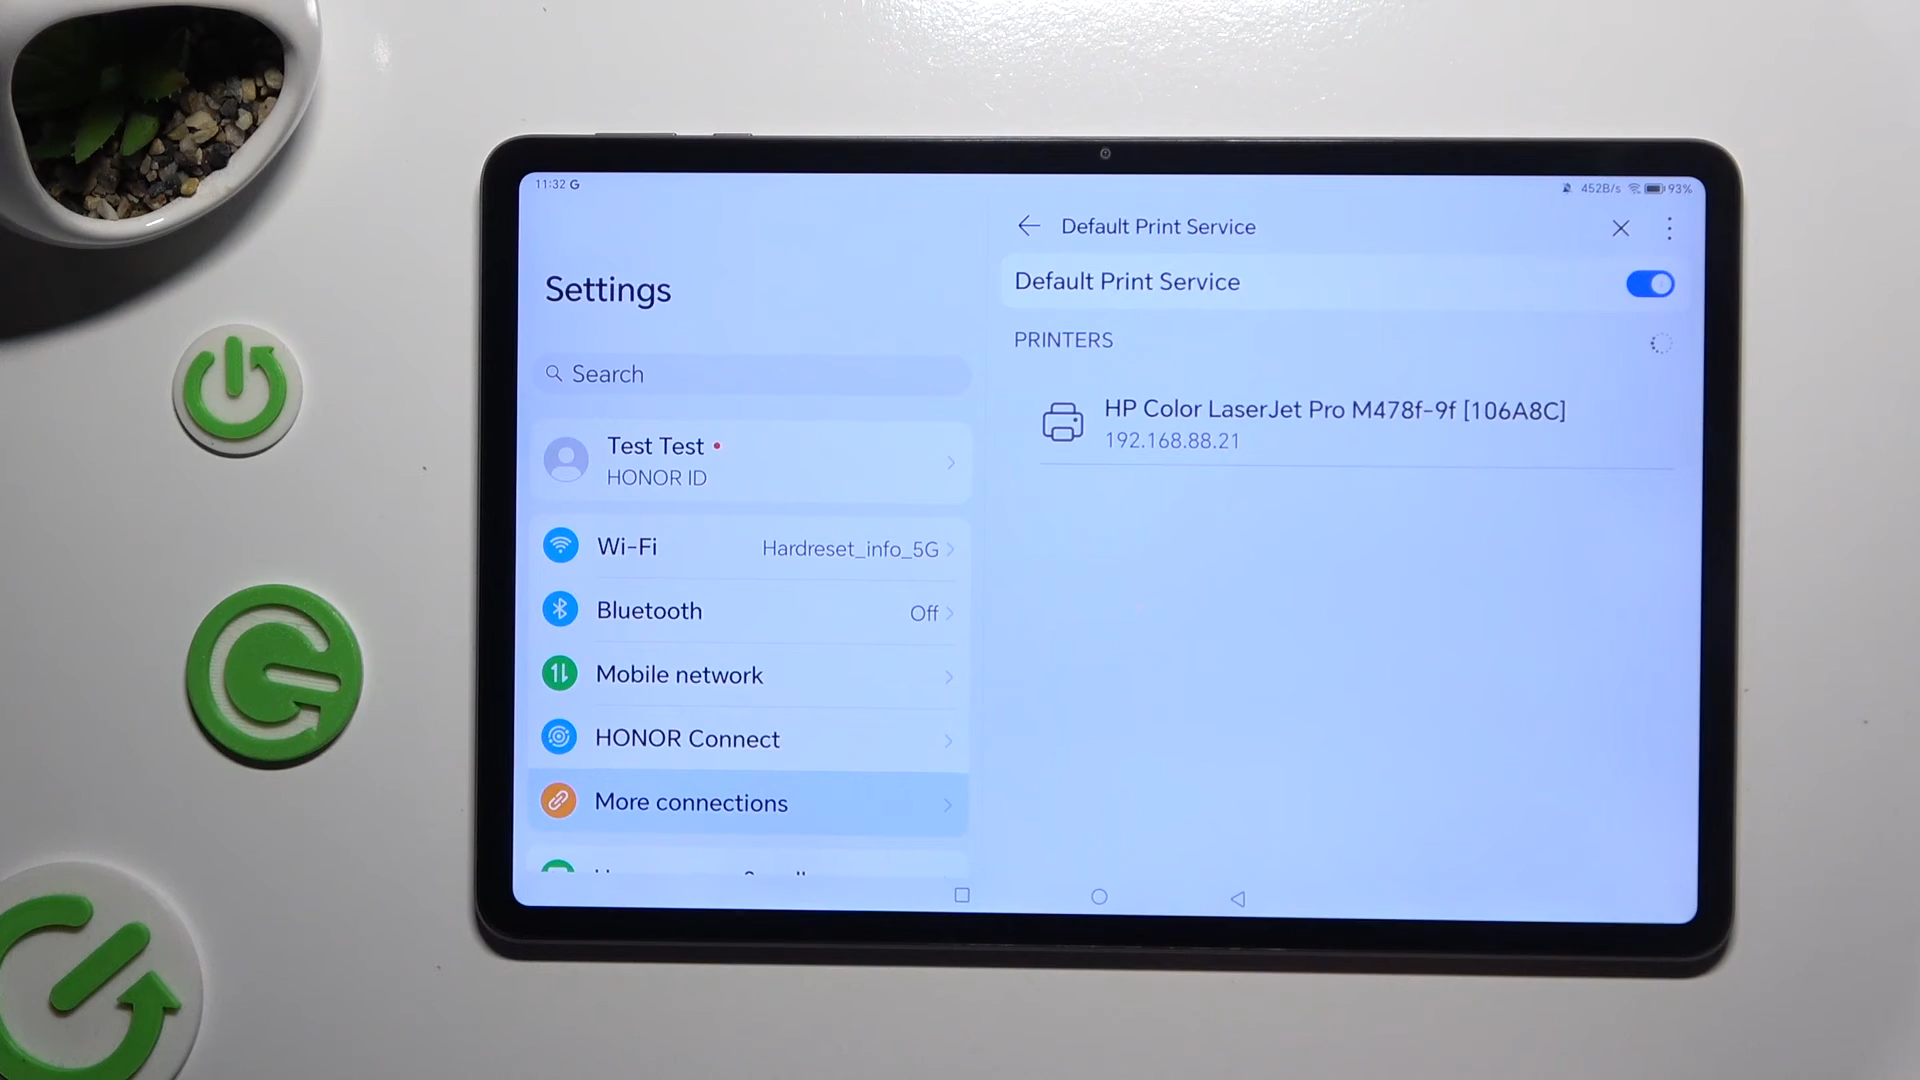 11:32 G
452B/s 93%
Settings
Search
Test Test
HONOR ID
Wi-Fi
Hardreset_info_5G
Bluetooth
Off
Mobile network
HONOR Connect
More connections
Default Print Service
Default Print Service
PRINTERS
HP Color LaserJet Pro M478f-9f [106A8C]
192.168.88.21